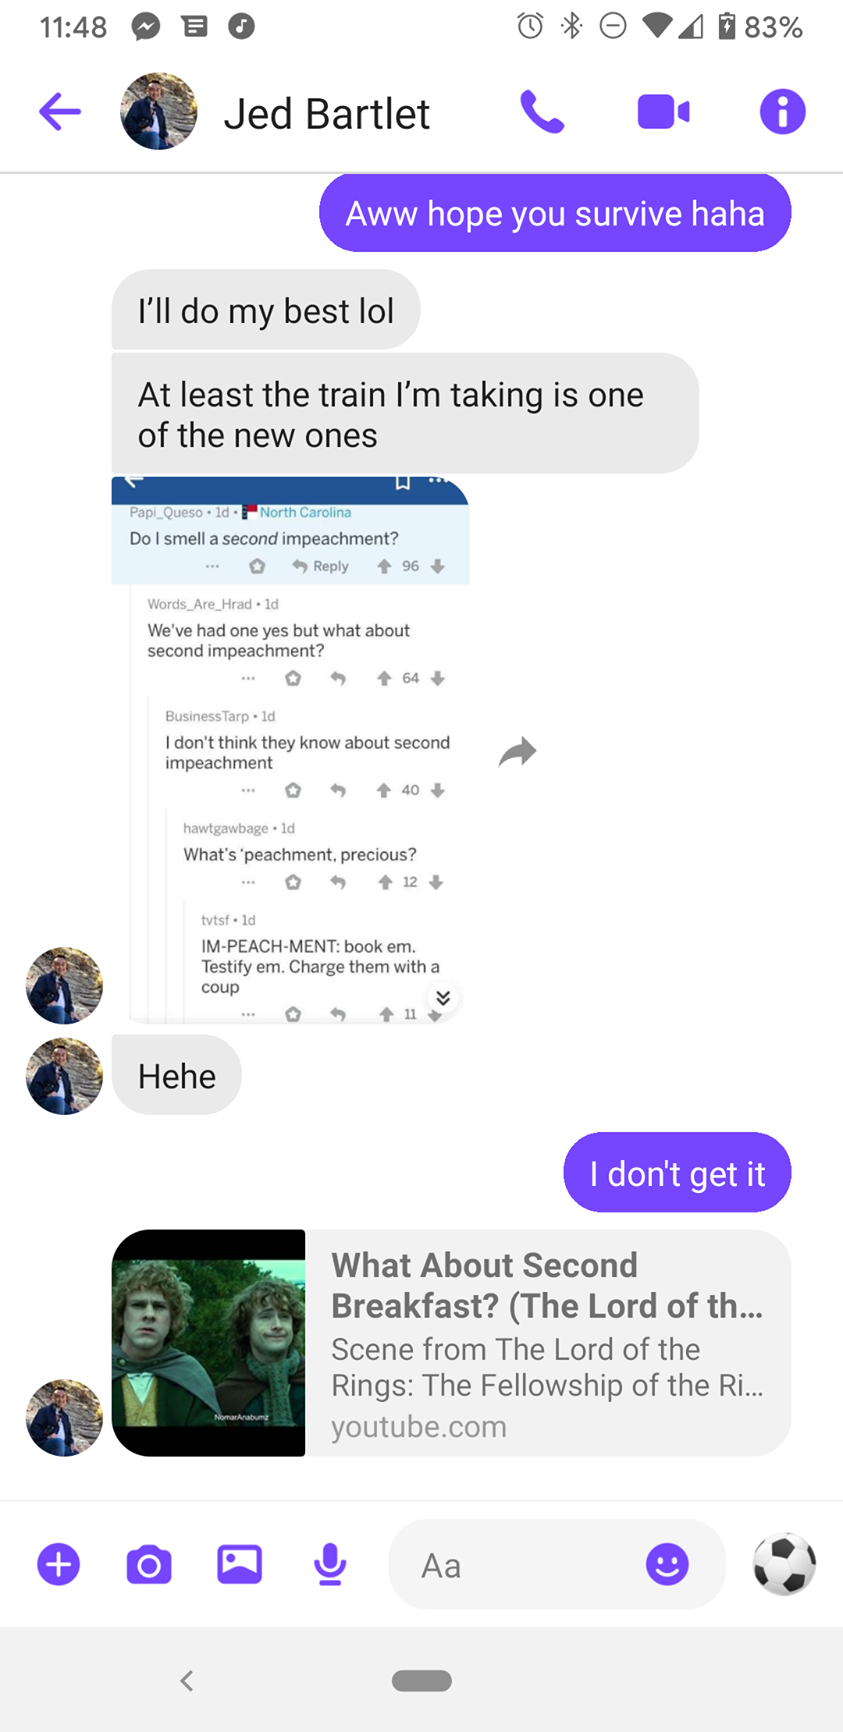 11:48
83%
Jed Bartlet
Aww hope you survive haha
I'll do my best lol
At least the train I'm taking is one
of the new ones
Papi_Queso • 1d • North Carolina
Do I smell a second impeachment?
... Reply 96
Words_Are_Hrad • 1d
We've had one yes but what about
second impeachment?
... 64
BusinessTarp • 1d
I don't think they know about second
impeachment
... 40
hawtgawbage • 1d
What's 'peachment, precious?
... 12
tvtsf • 1d
IM-PEACH-MENT: book em.
Testify em. Charge them with a
coup
... 11
Hehe
I don't get it
What About Second
Breakfast? (The Lord of th...
Scene from The Lord of the
Rings: The Fellowship of the Ri...
youtube.com
NomarAnabumz
Aa